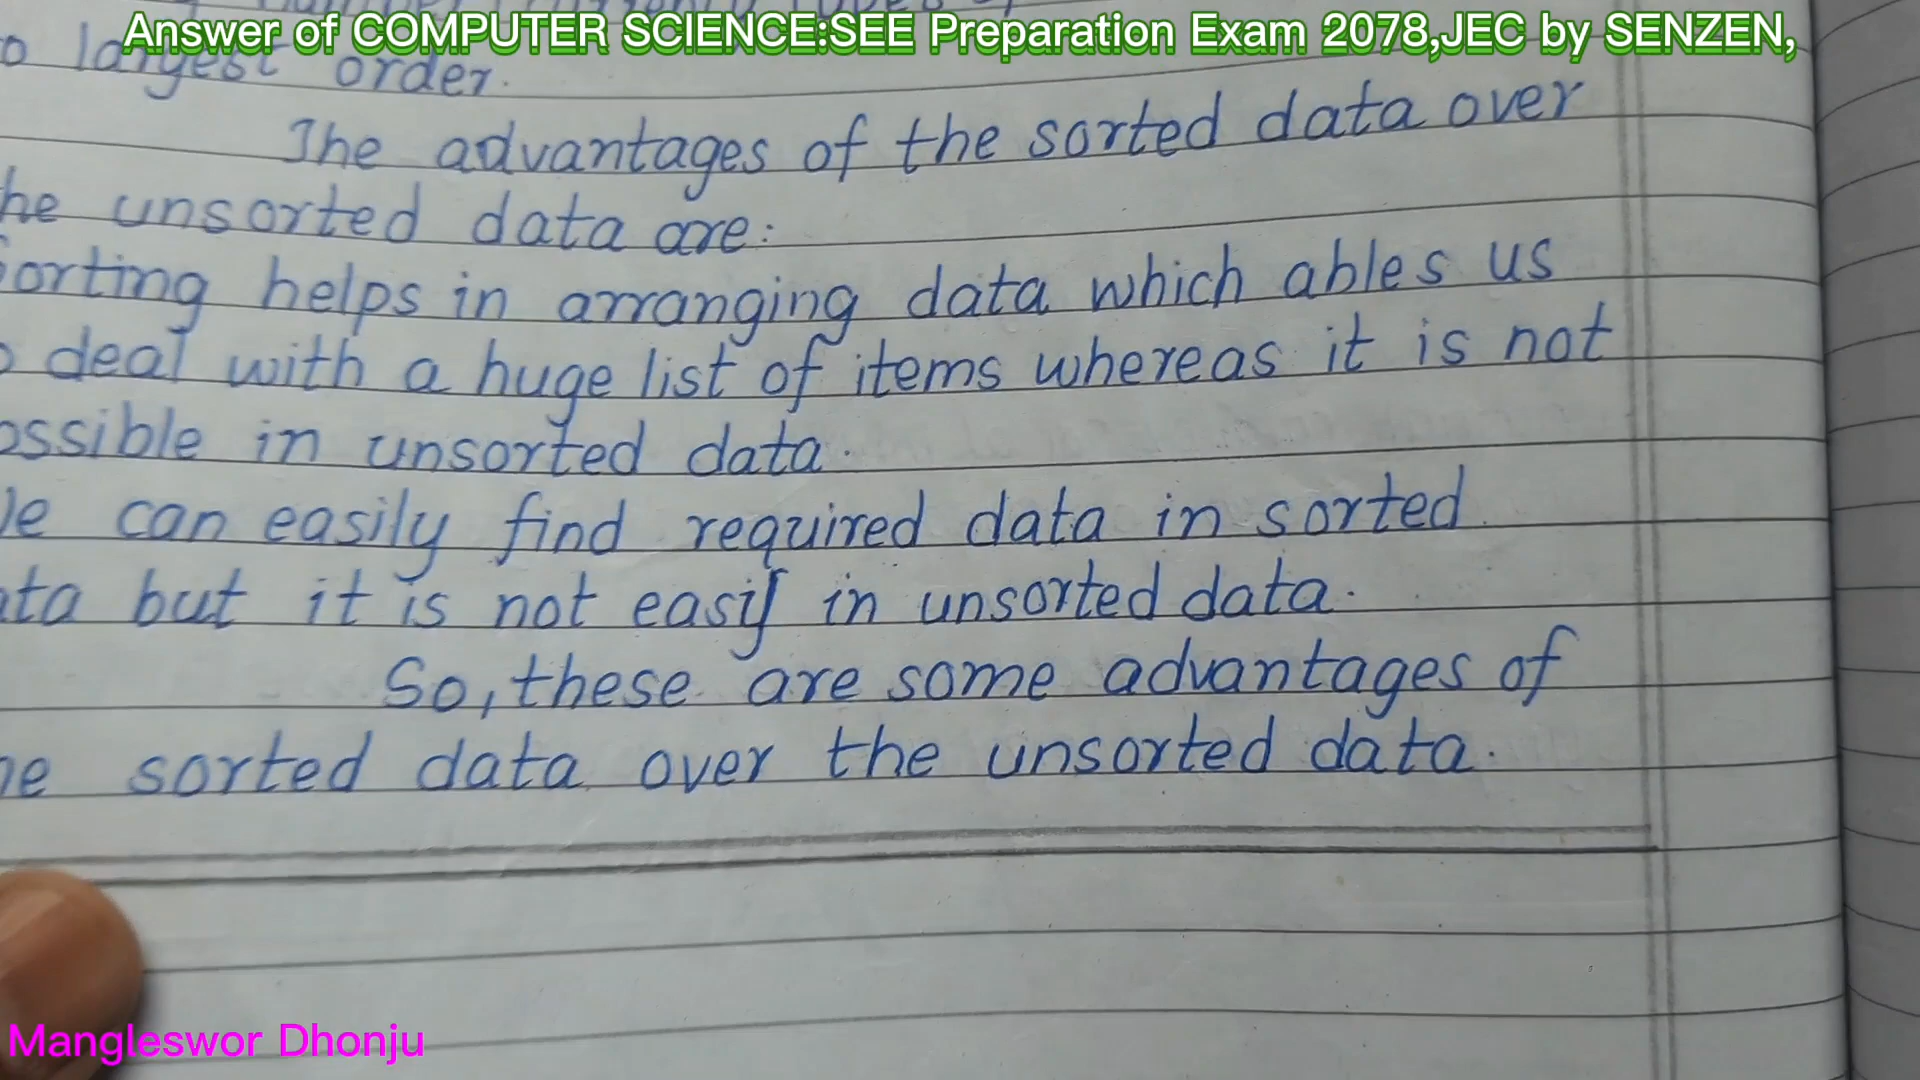 Answer of COMPUTER SCIENCE:SEE Preparation Exam 2078,JEC by SENZEN,
o largest order.
The advantages of the sorted data over
he unsorted data are:
orting helps in arranging data which ables us
o deal with a huge list of items whereas it is not
ossible in unsorted data.
e can easily find required data in sorted
ata but it is not easily in unsorted data.
So, these are some advantages of
he sorted data over the unsorted data.
Mangleswor Dhonju